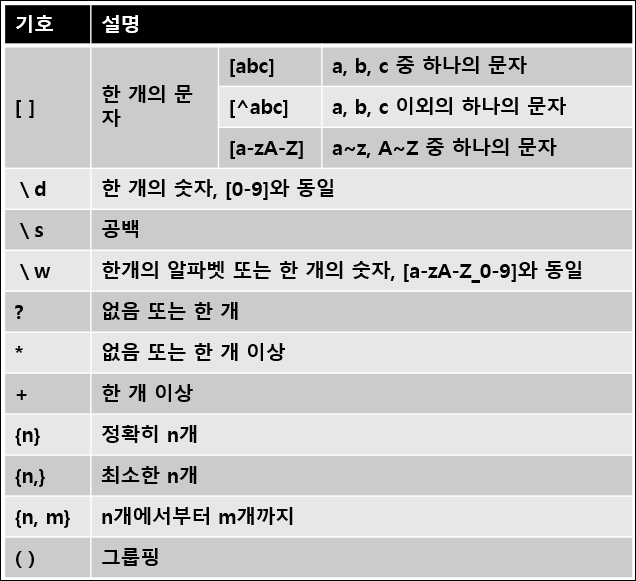 기호 설명
[ ] 한 개의 문
자
[abc] a, b, c 중 하나의 문자
[^abc] a, b, c 이외의 하나의 문자
[a-zA-Z] a~z, A~Z 중 하나의 문자
\ d 한 개의 숫자, [0-9]와 동일
\ s 공백
\ w 한개의 알파벳 또는 한 개의 숫자, [a-zA-Z_0-9]와 동일
? 없음 또는 한 개
* 없음 또는 한 개 이상
+ 한 개 이상
{n} 정확히 n개
{n,} 최소한 n개
{n, m} n개에서부터 m개까지
( ) 그룹핑